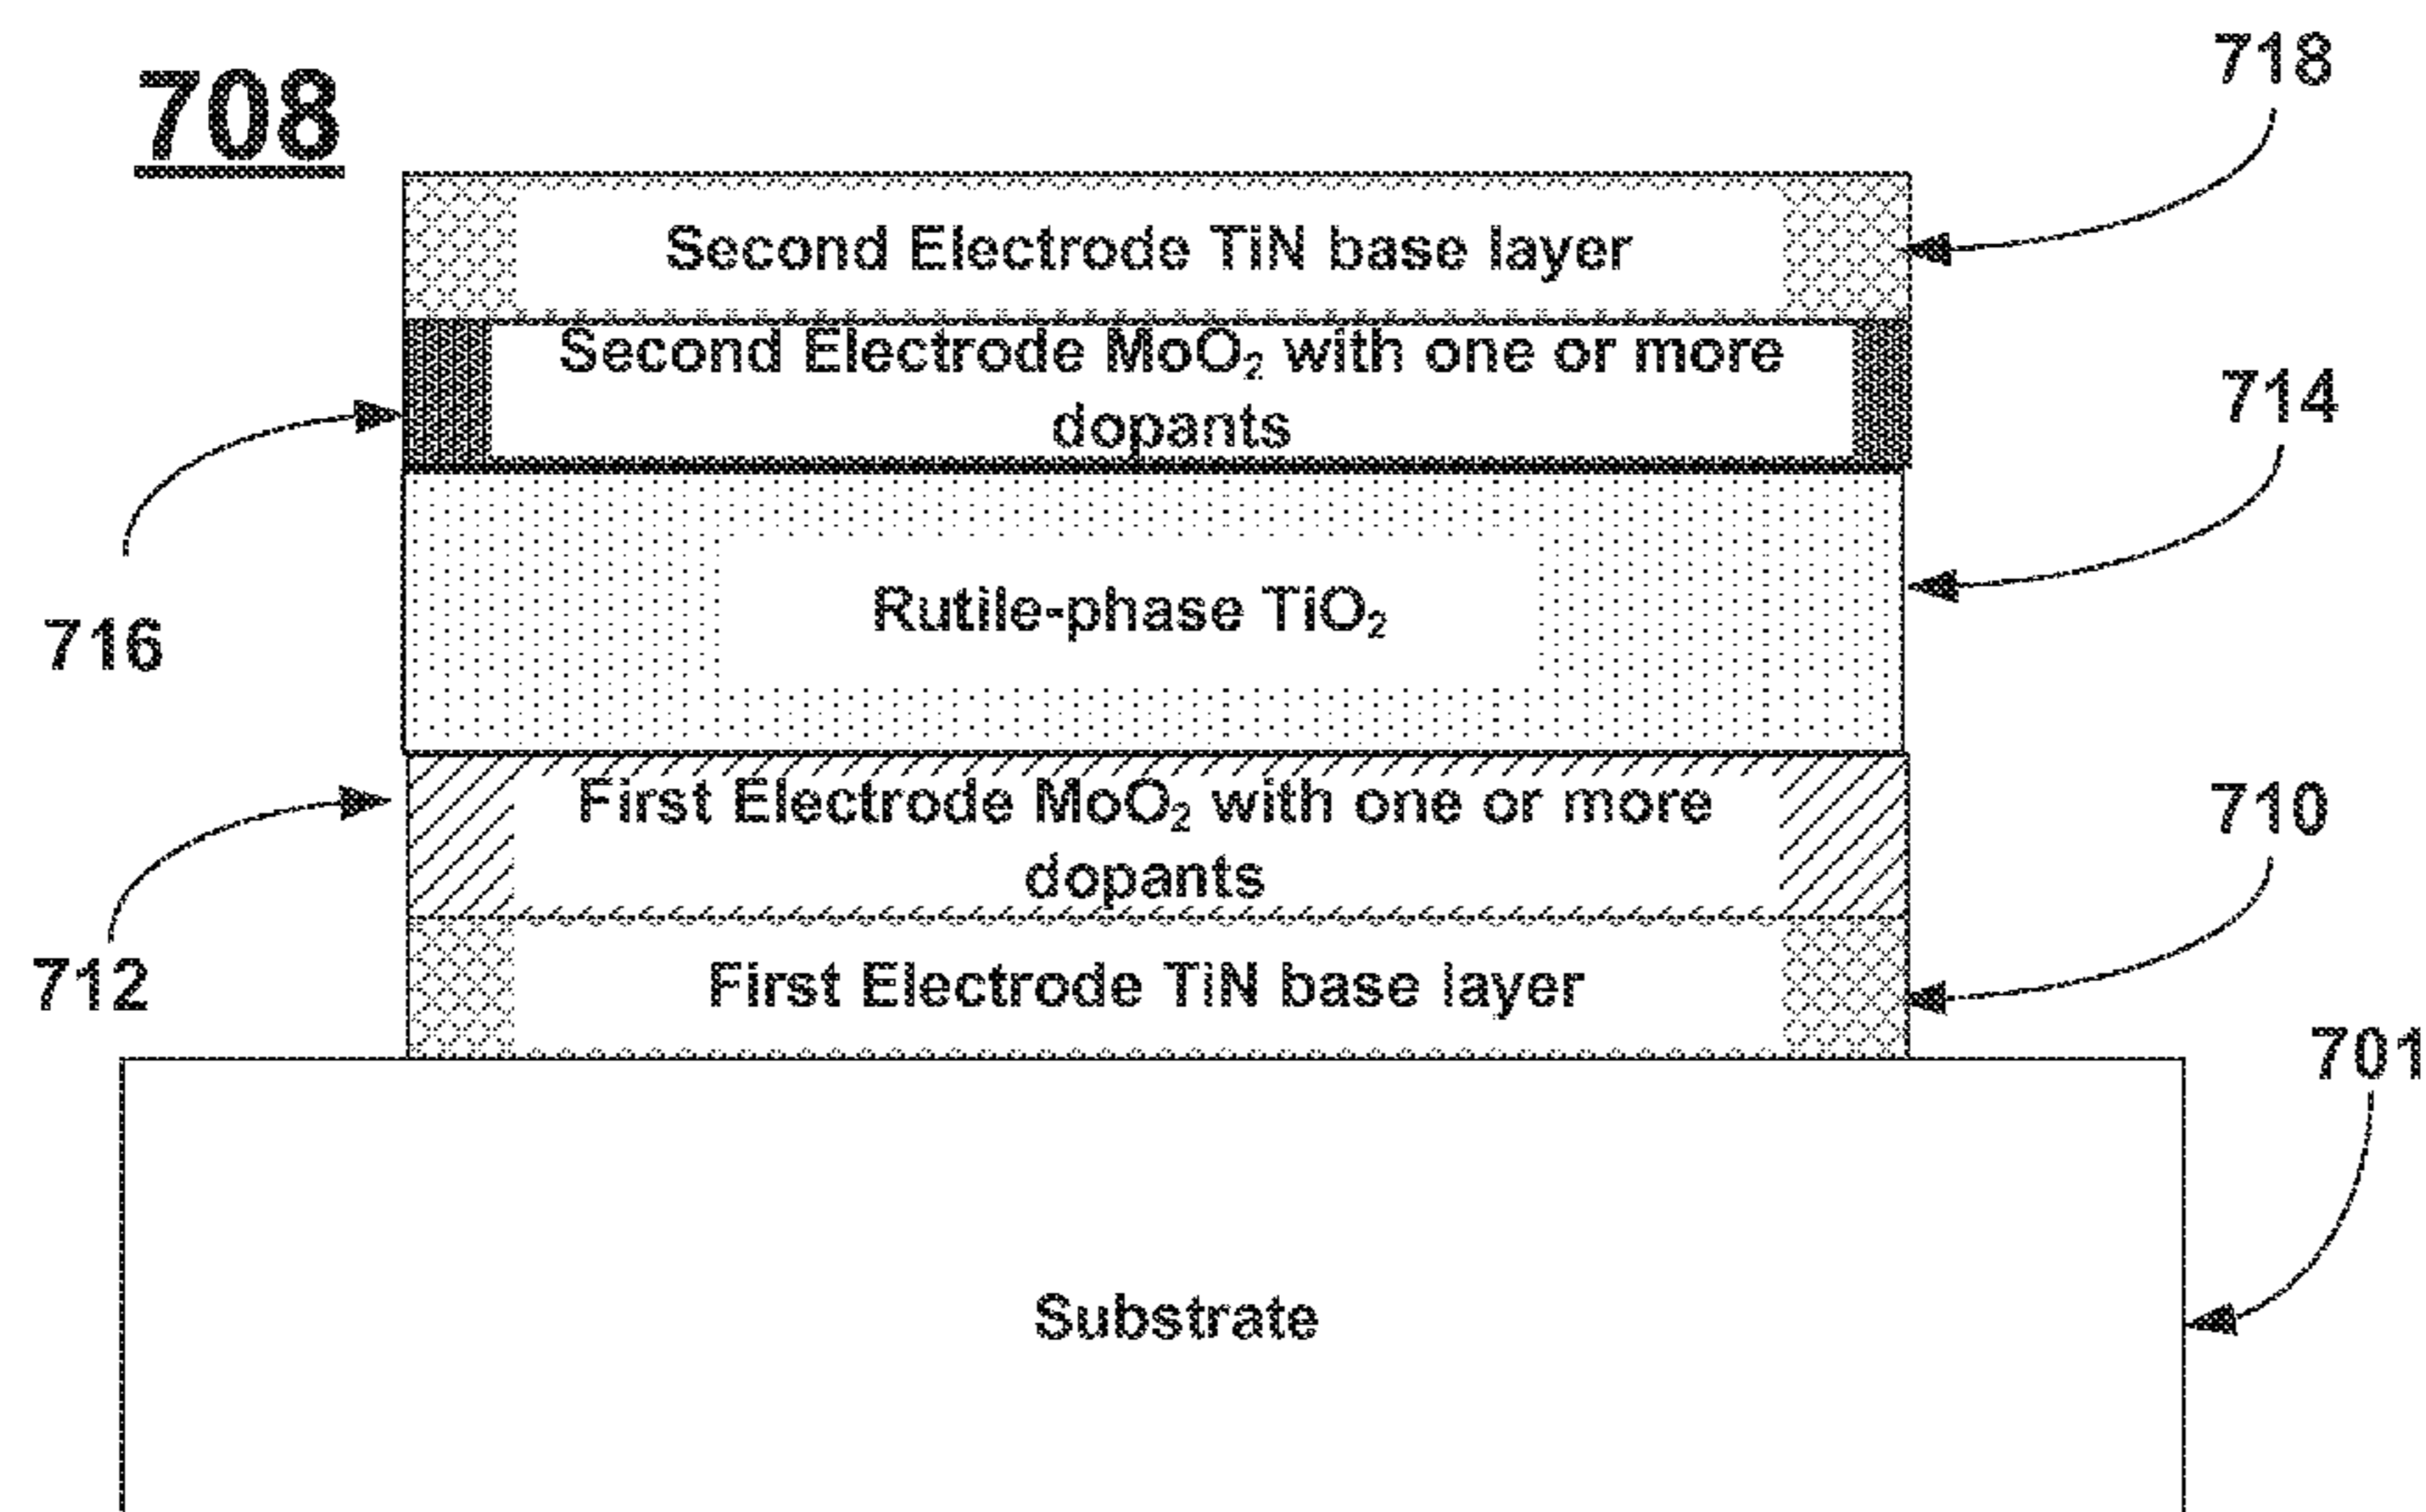 708
718
Second Electrode TiN base layer
Second Electrode MoO₂ with one or more
dopants
714
716
Rutile-phase TiO₂
First Electrode MoO₂ with one or more
dopants
710
712
First Electrode TiN base layer
701
Substrate